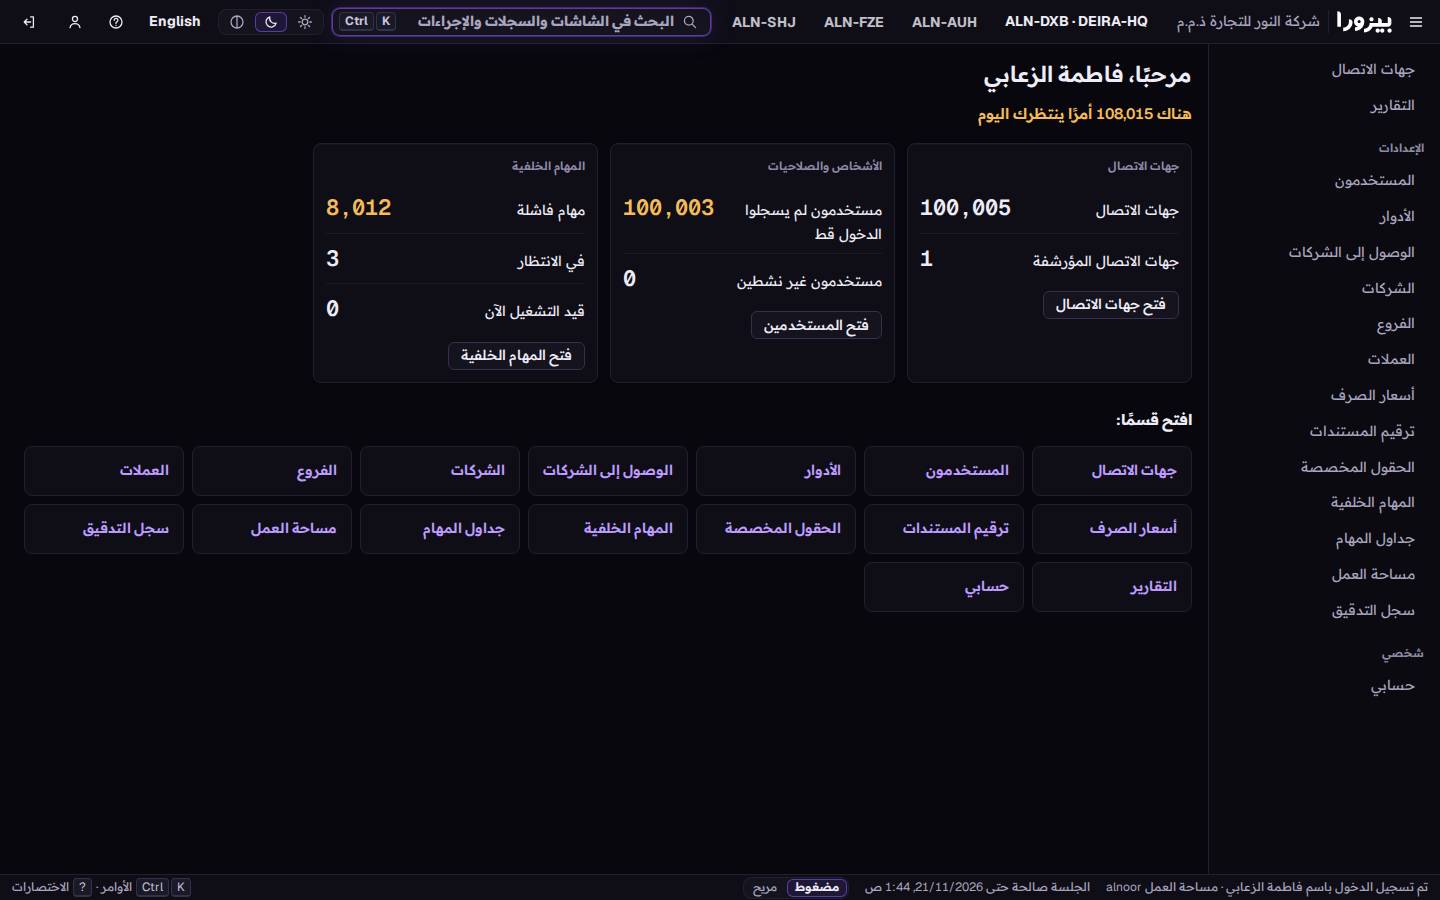 بيزورا
شركة النور للتجارة ذ.م.م
ALN-DXB · DEIRA-HQ
ALN-AUH
ALN-FZE
ALN-SHJ
البحث في الشاشات والسجلات والإجراءات
Ctrl K
English
جهات الاتصال
التقارير
الإعدادات
المستخدمون
الأدوار
الوصول إلى الشركات
الشركات
الفروع
العملات
أسعار الصرف
ترقيم المستندات
الحقول المخصصة
المهام الخلفية
جداول المهام
مساحة العمل
سجل التدقيق
شخصي
حسابي
مرحبًا، فاطمة الزعابي
هناك 108,015 أمرًا ينتظرك اليوم
جهات الاتصال
جهات الاتصال 100,005
جهات الاتصال المؤرشفة 1
فتح جهات الاتصال
الأشخاص والصلاحيات
مستخدمون لم يسجلوا الدخول قط 100,003
مستخدمون غير نشطين 0
فتح المستخدمين
المهام الخلفية
مهام فاشلة 8,012
في الانتظار 3
قيد التشغيل الآن 0
فتح المهام الخلفية
افتح قسمًا:
جهات الاتصال
المستخدمون
الأدوار
الوصول إلى الشركات
الشركات
الفروع
العملات
أسعار الصرف
ترقيم المستندات
الحقول المخصصة
المهام الخلفية
جداول المهام
مساحة العمل
سجل التدقيق
التقارير
حسابي
تم تسجيل الدخول باسم فاطمة الزعابي · مساحة العمل alnoor
الجلسة صالحة حتى 21/11/2026, 1:44 ص
مضغوط
مريح
Ctrl K الأوامر · ? الاختصارات